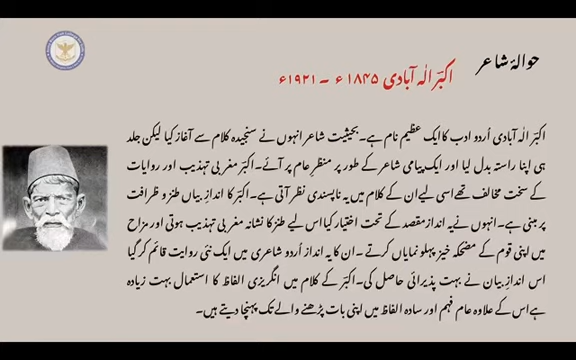 حوالۂ شاعر
اکبر الٰہ آبادی ۱۸۴۵ء ۔ ۱۹۲۱ء
اکبر الٰہ آبادی اُردو ادب کا ایک عظیم نام ہے۔ بحیثیت شاعر انہوں نے سنجیدہ کلام سے آغاز کیا لیکن جلد
ہی اپنا راستہ بدل لیا اور ایک پیامی شاعر کے طور پر منظرِ عام پر آئے۔ اکبر مغربی تہذیب اور روایات
کے سخت مخالف تھے اسی لیے ان کے کلام میں یہ ناپسندی نظر آتی ہے۔ اکبر کا اندازِ بیاں طنز و ظرافت
پر مبنی ہے۔ انہوں نے یہ انداز مقصد کے تحت اختیار کیا اس لیے طنز کا نشانہ مغربی تہذیب ہوتی اور مزاح
میں اپنی قوم کے مضحکہ خیز پہلو نمایاں کرتے ۔ ان کا یہ انداز اُردو شاعری میں ایک نئی روایت قائم کر گیا
اس اندازِ بیان نے بہت پذیرائی حاصل کی۔ اکبر کے کلام میں انگریزی الفاظ کا استعمال بہت زیادہ
ہے اس کے علاوہ عام فہم اور سادہ الفاظ میں اپنی بات پڑھنے والے تک پہنچا دیتے ہیں۔